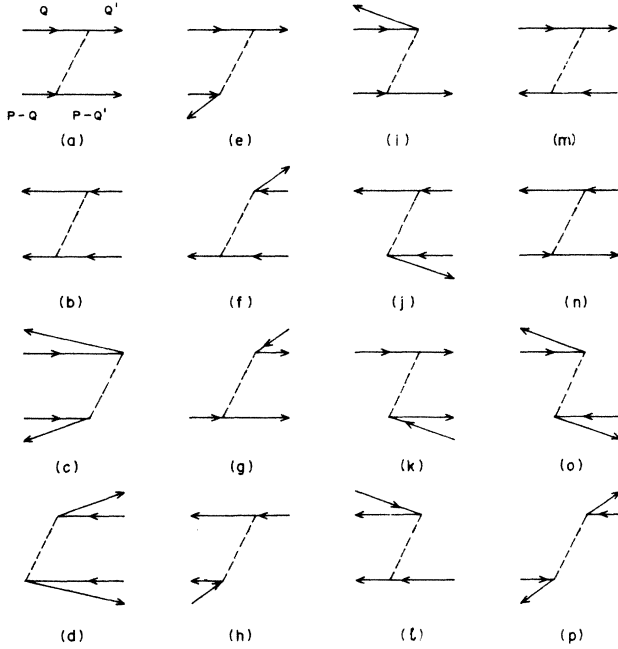 Q Q'
P-Q P-Q'
(a) (e) (i) (m)
(b) (f) (j) (n)
(c) (g) (k) (o)
(d) (h) (l) (p)